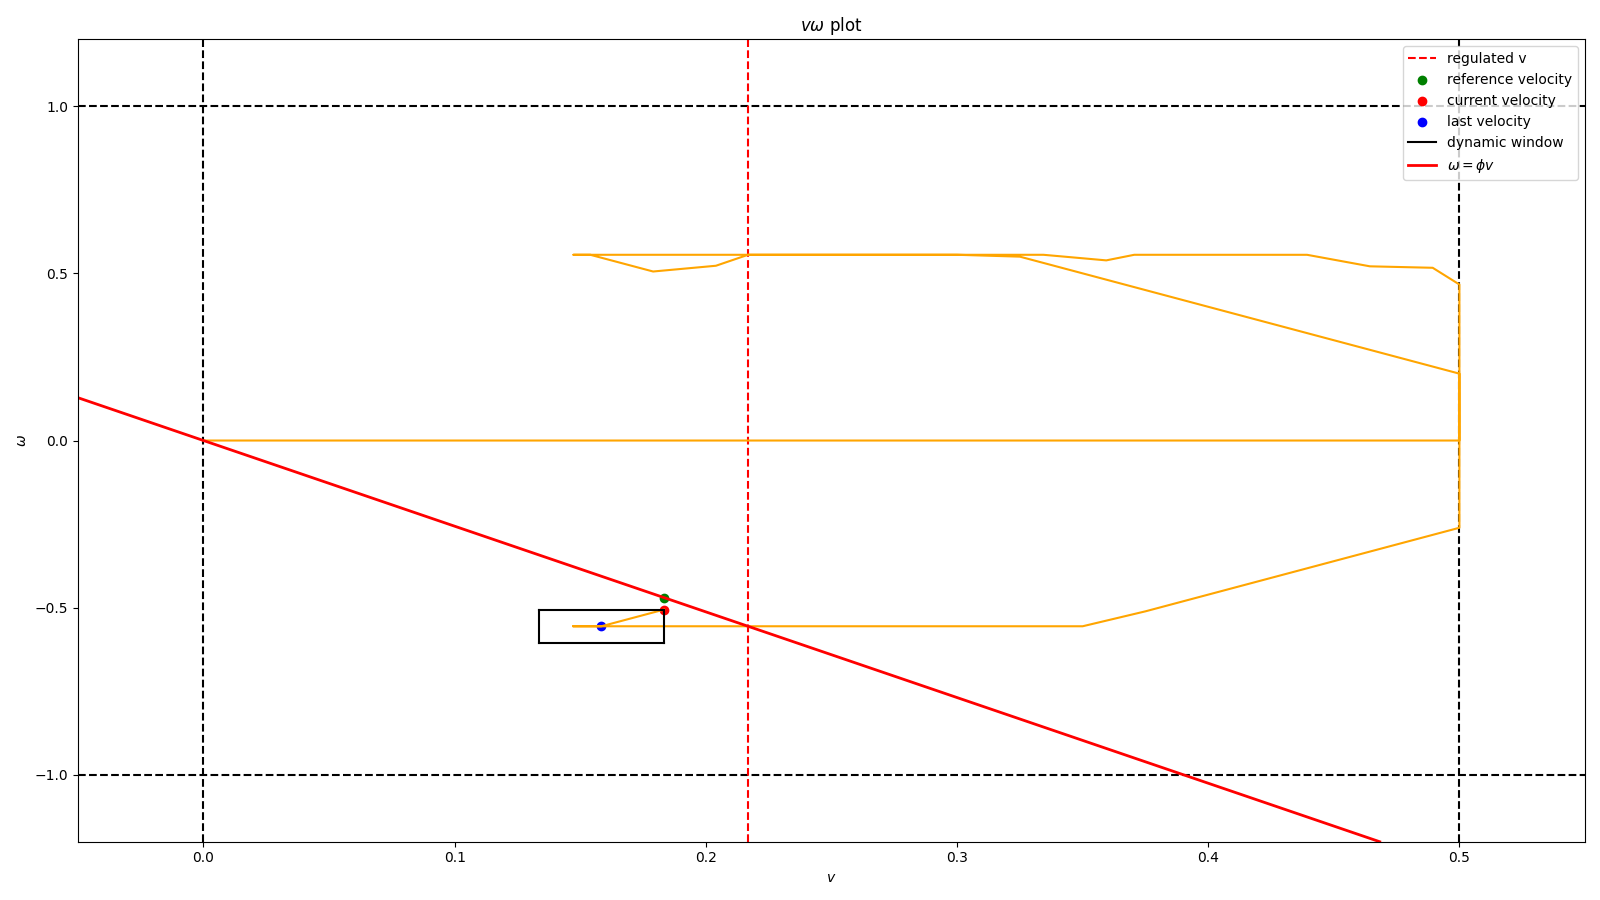 vω plot
regulated v
reference velocity
current velocity
last velocity
dynamic window
ω = ϕv
1.0
0.5
0.0
−0.5
−1.0
ω
0.0 0.1 0.2 0.3 0.4 0.5
v